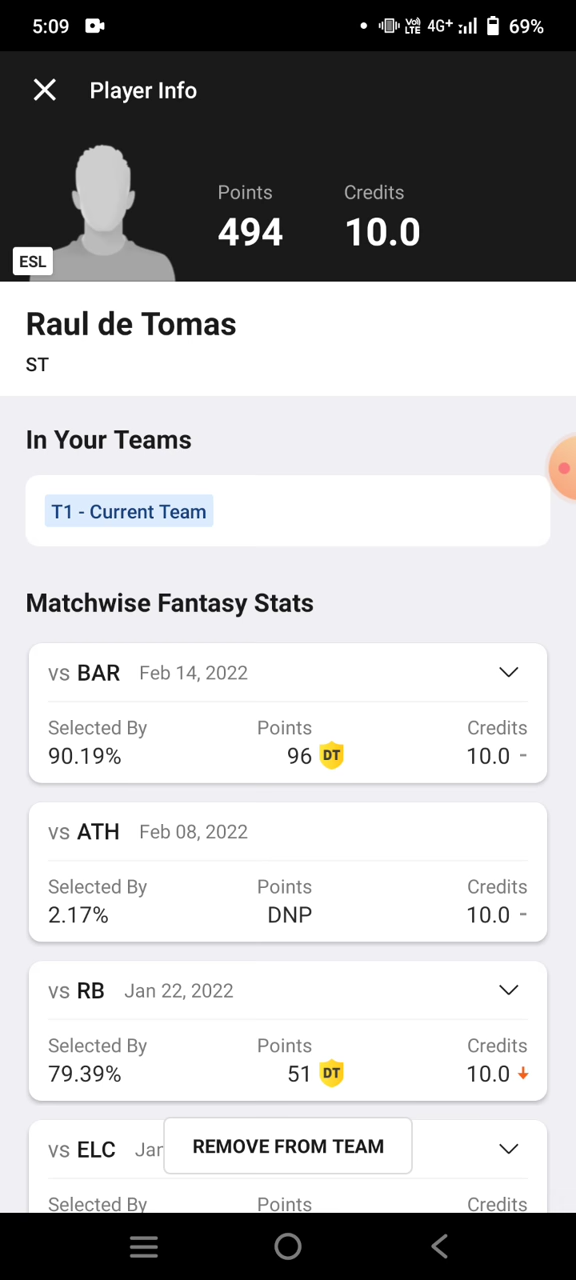 5:09 Vol LTE 4G+ 69%
Player Info
Points Credits
494 10.0
ESL
Raul de Tomas
ST
In Your Teams
T1 - Current Team
Matchwise Fantasy Stats
vs BAR Feb 14, 2022
Selected By Points Credits
90.19% 96 DT 10.0 -
vs ATH Feb 08, 2022
Selected By Points Credits
2.17% DNP 10.0 -
vs RB Jan 22, 2022
Selected By Points Credits
79.39% 51 DT 10.0
vs ELC Jan
REMOVE FROM TEAM
Selected By Points Credits